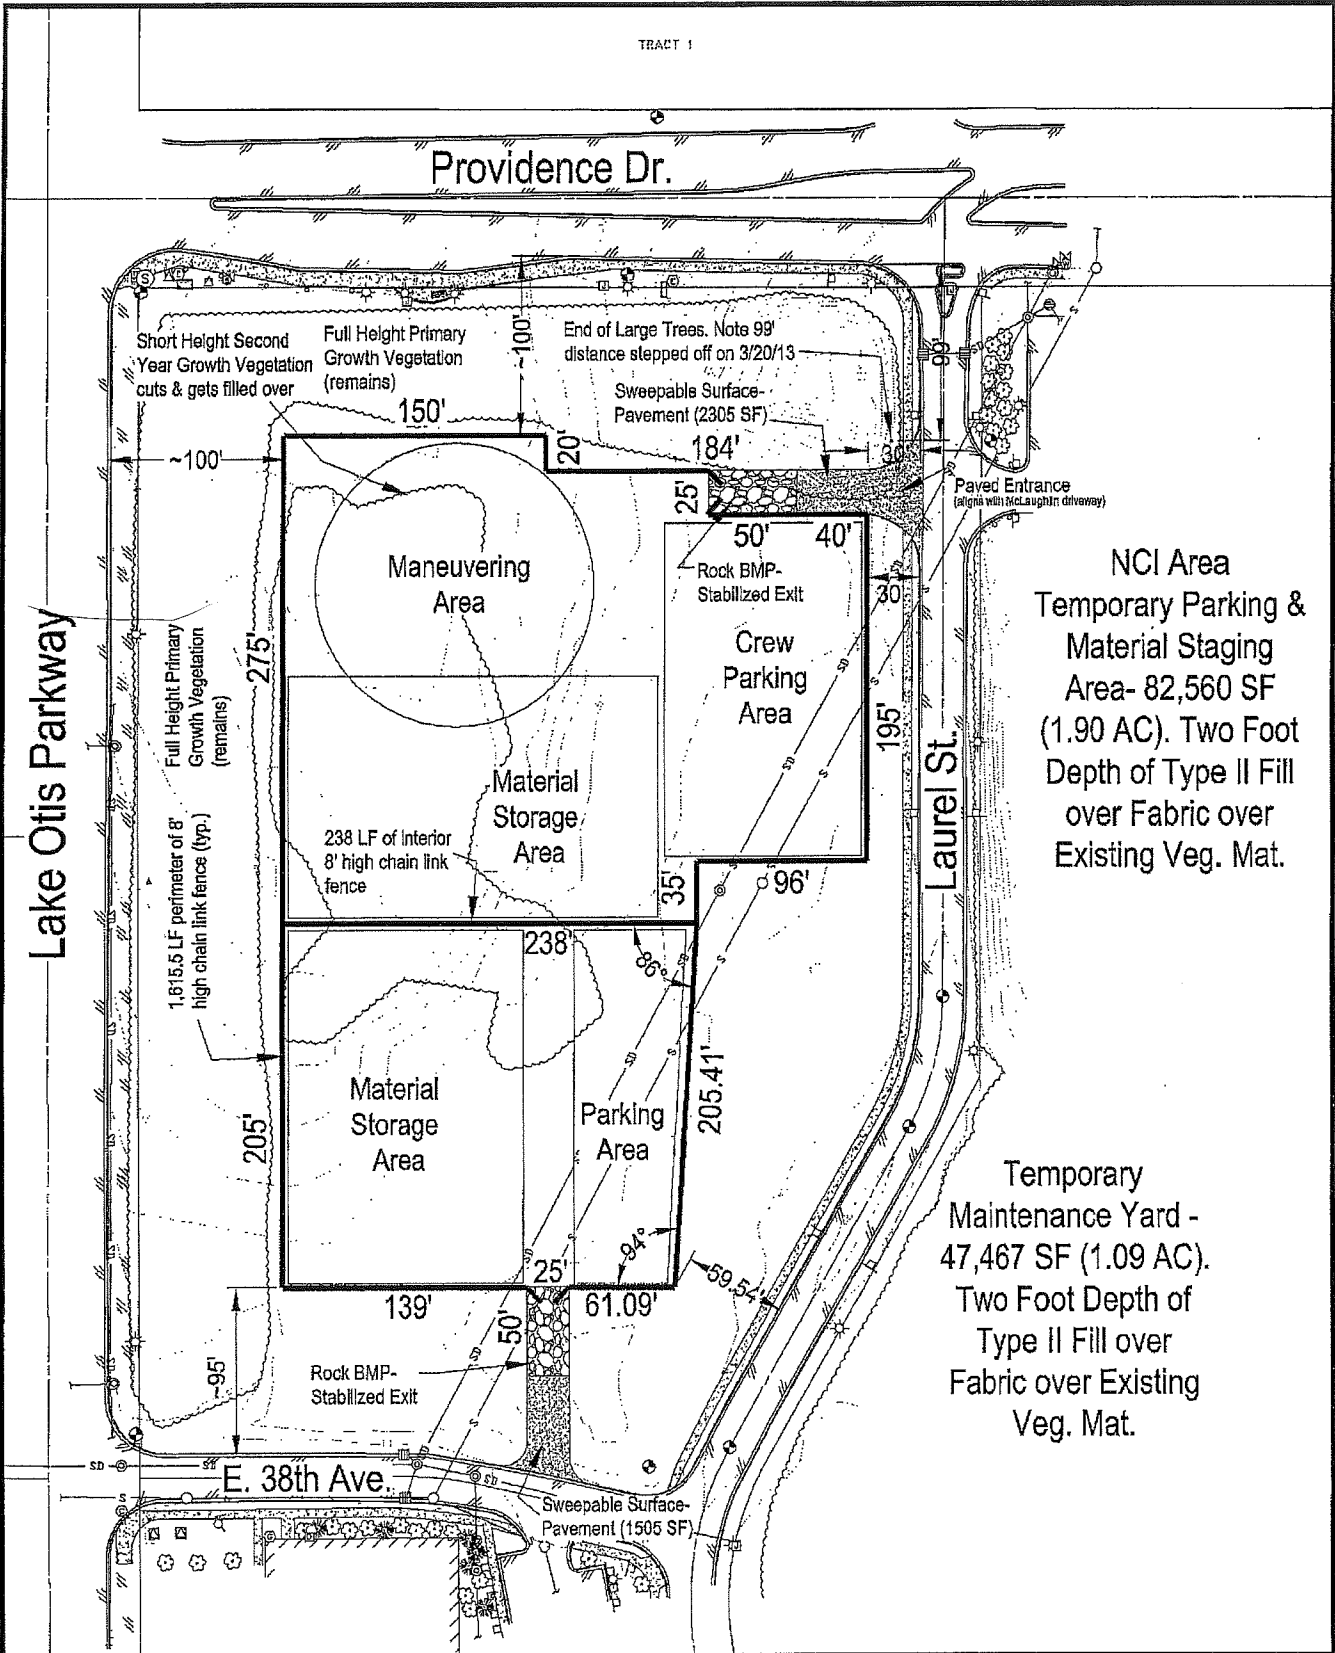 TRACT 1
Providence Dr.
Short Height Second
Year Growth Vegetation
cuts & gets filled over
Full Height Primary
Growth Vegetation
(remains)
~100'
End of Large Trees. Note 99'
distance stepped off on 3/20/13
99'
Sweepable Surface-
Pavement (2305 SF)
150'
20'
184'
30'
~100'
25'
50'
40'
Paved Entrance
(aligns with McLaughlin driveway)
Rock BMP-
Stabilized Exit
30'
Maneuvering
Area
Crew
Parking
Area
NCI Area
Temporary Parking &
Material Staging
Area- 82,560 SF
(1.90 AC). Two Foot
Depth of Type II Fill
over Fabric over
Existing Veg. Mat.
Lake Otis Parkway
Full Height Primary
Growth Vegetation
(remains)
275'
195'
Laurel St.
Material
Storage
Area
238 LF of interior
8' high chain link
fence
35'
96'
1,615.5 LF perimeter of 8'
high chain link fence (typ.)
238'
86°
205.41'
Material
Storage
Area
Parking
Area
205'
94°
59.54'
25'
139'
61.09'
50'
~95'
Rock BMP-
Stabilized Exit
Temporary
Maintenance Yard -
47,467 SF (1.09 AC).
Two Foot Depth of
Type II Fill over
Fabric over Existing
Veg. Mat.
E. 38th Ave.
Sweepable Surface-
Pavement (1505 SF)